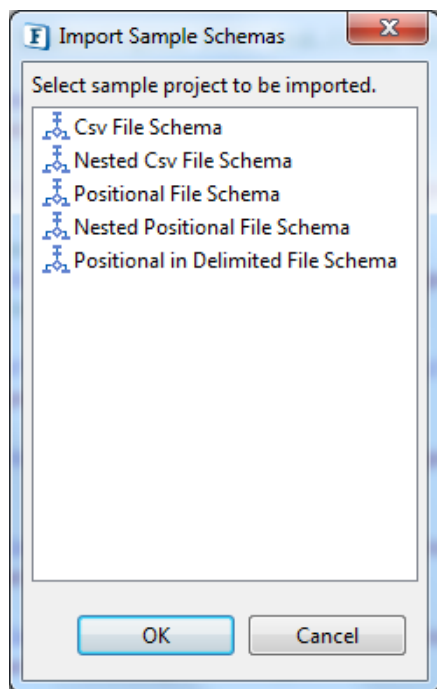 Import Sample Schemas
Select sample project to be imported.
Csv File Schema
Nested Csv File Schema
Positional File Schema
Nested Positional File Schema
Positional in Delimited File Schema
OK Cancel